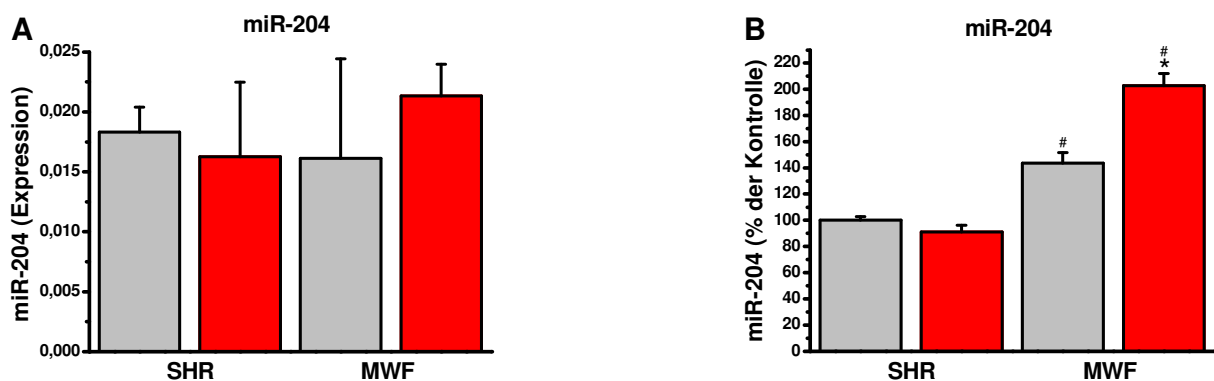 A
miR-204
miR-204 (Expression)
0,025
0,020
0,015
0,010
0,005
0,000
SHR MWF
B
miR-204
miR-204 (% der Kontrolle)
220
200
180
160
140
120
100
80
60
40
20
0
#
#
*
SHR MWF